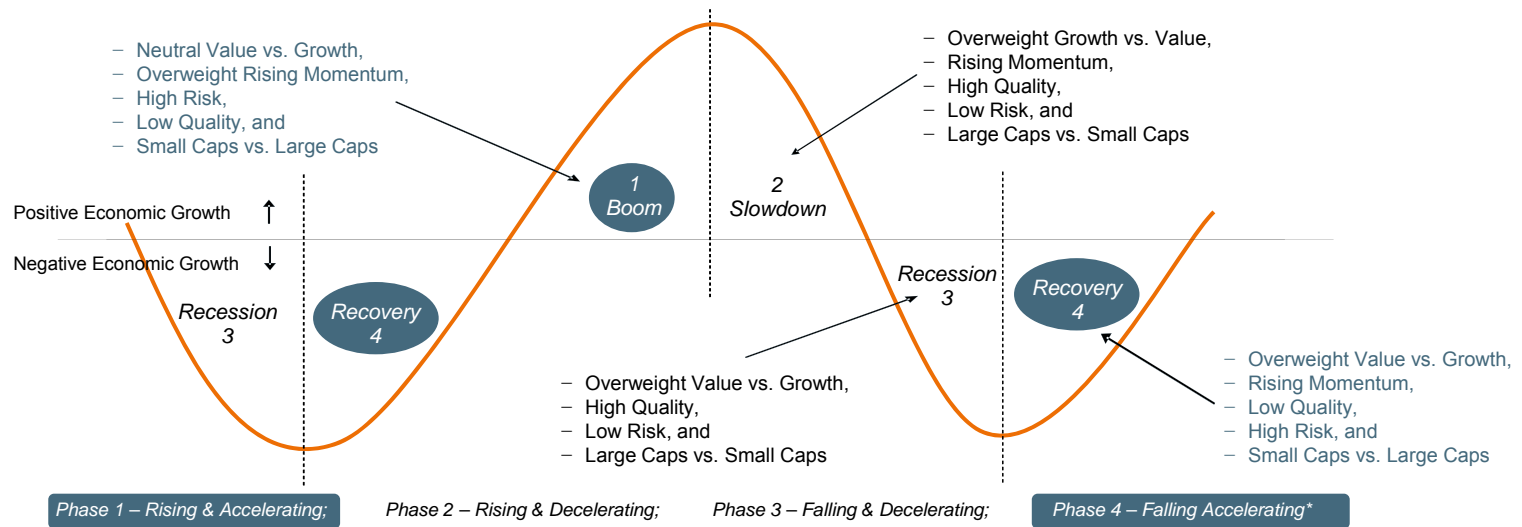 – Neutral Value vs. Growth,
– Overweight Rising Momentum,
– High Risk,
– Low Quality, and
– Small Caps vs. Large Caps
– Overweight Growth vs. Value,
– Rising Momentum,
– High Quality,
– Low Risk, and
– Large Caps vs. Small Caps
1
Boom
2
Slowdown
Positive Economic Growth ↑
Negative Economic Growth ↓
Recession
3
Recovery
4
Recession
3
Recovery
4
– Overweight Value vs. Growth,
– High Quality,
– Low Risk, and
– Large Caps vs. Small Caps
– Overweight Value vs. Growth,
– Rising Momentum,
– Low Quality,
– High Risk, and
– Small Caps vs. Large Caps
Phase 1 – Rising & Accelerating;
Phase 2 – Rising & Decelerating;
Phase 3 – Falling & Decelerating;
Phase 4 – Falling Accelerating*